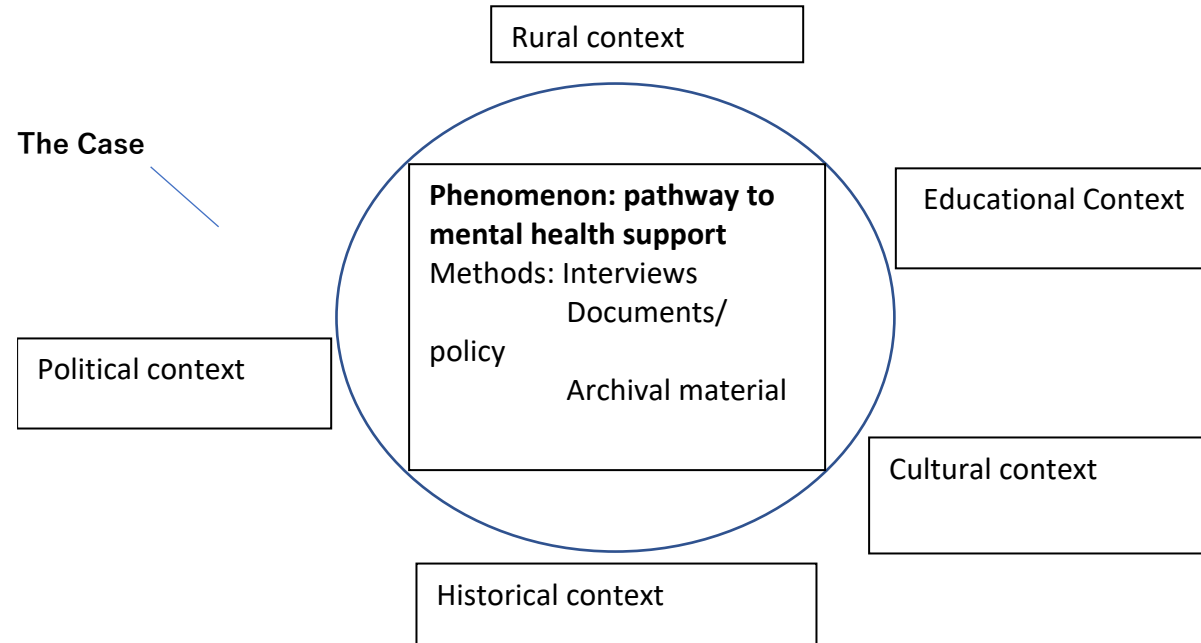 Rural context
The Case
Phenomenon: pathway to
mental health support
Methods: Interviews
Documents/
policy
Archival material
Educational Context
Political context
Cultural context
Historical context